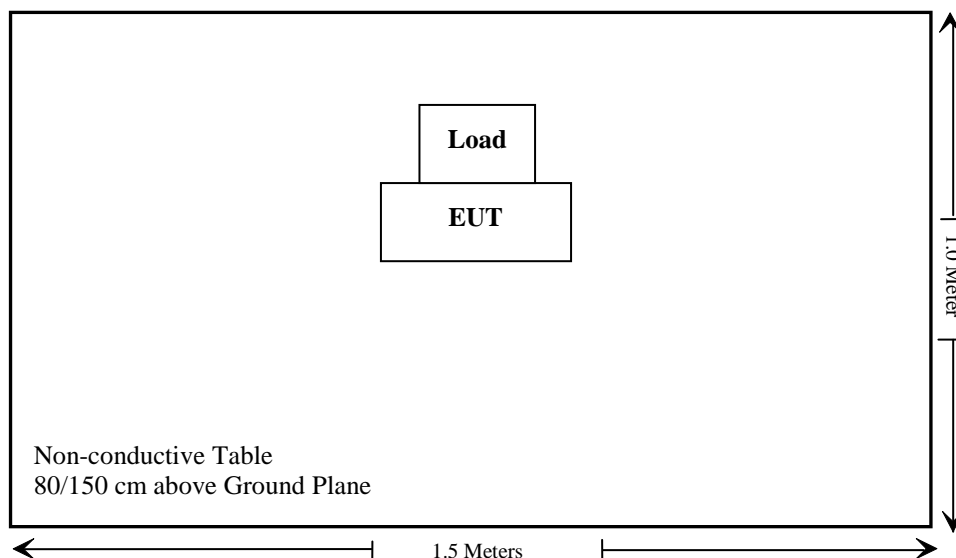 Load
EUT
1.0 Meter
Non-conductive Table
80/150 cm above Ground Plane
1.5 Meters